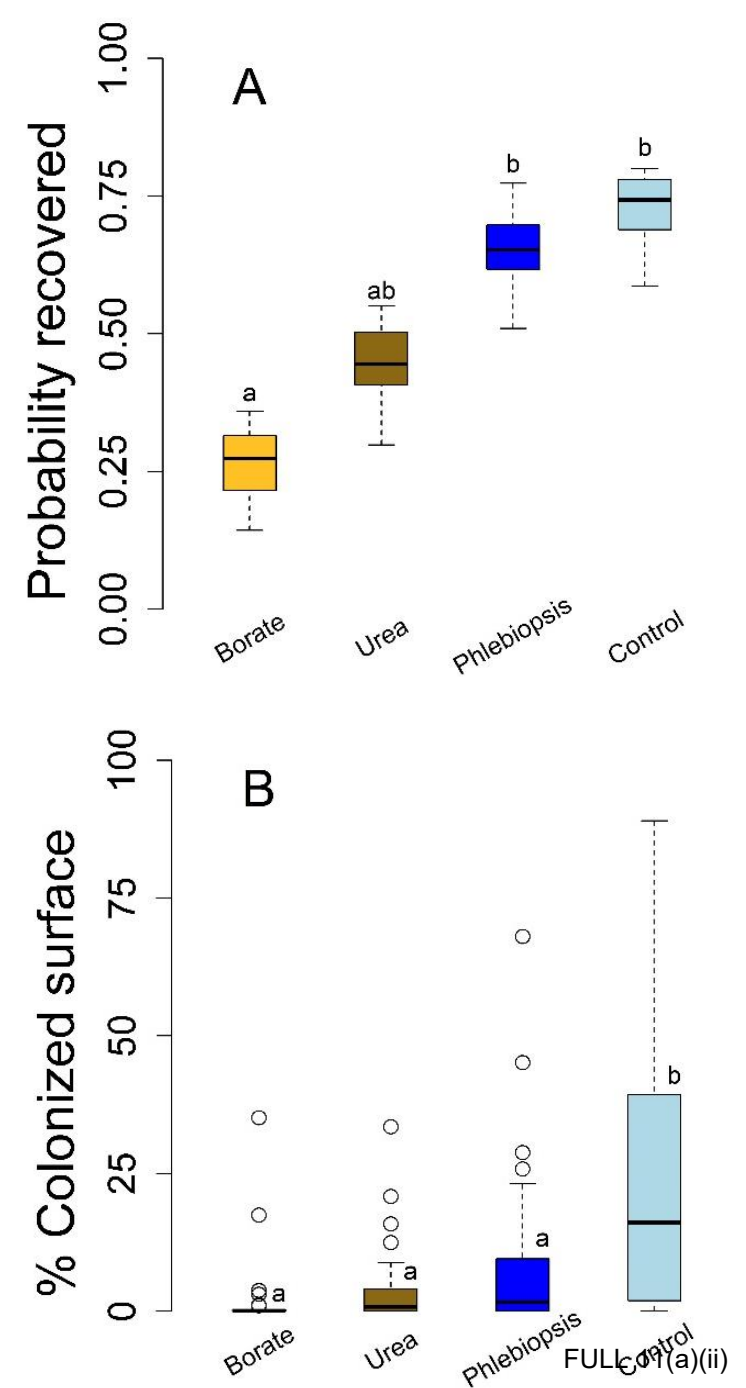 1.00
A
b
b
0.75
Probability recovered
ab
0.50
a
0.25
0.00
Borate
Urea
Phlebiopsis
Control
100
B
75
% Colonized surface
50
b
25
a
a
a
0
Borate
Urea
Phlebiopsis
Control